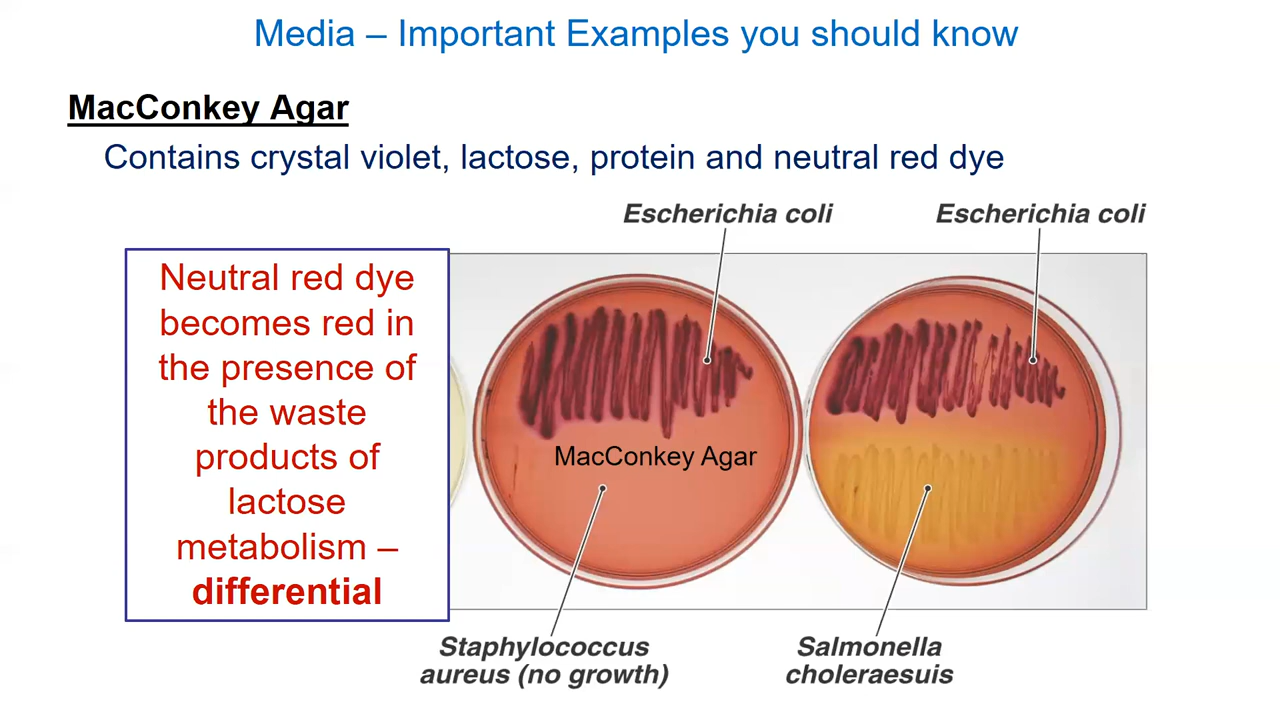 Media – Important Examples you should know
MacConkey Agar
Contains crystal violet, lactose, protein and neutral red dye
Escherichia coli
Escherichia coli
Neutral red dye
becomes red in
the presence of
the waste
products of
lactose
metabolism –
differential
MacConkey Agar
Staphylococcus
aureus (no growth)
Salmonella
choleraesuis